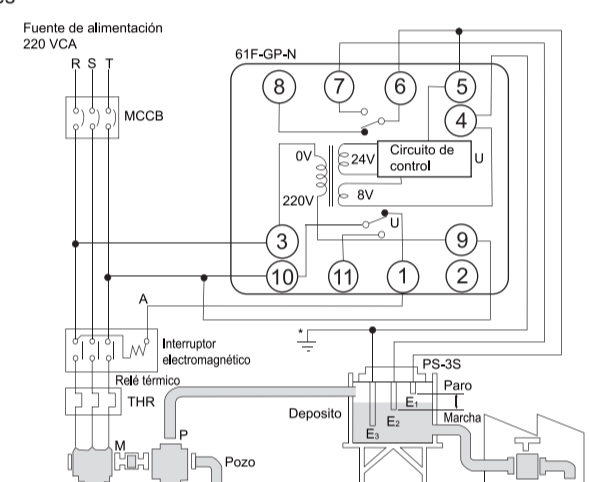 Fuente de alimentación
220 VCA
R S T
MCCB
61F-GP-N
8 7 6 5
4
0V
24V
Circuito de
control
U
220V
8V
U
3
9
10 11 1 2
A
*
Interruptor
electromagnético
Relé térmico
THR
PS-3S
Paro
E1
Deposito
E2
Marcha
E3
M
P
Pozo